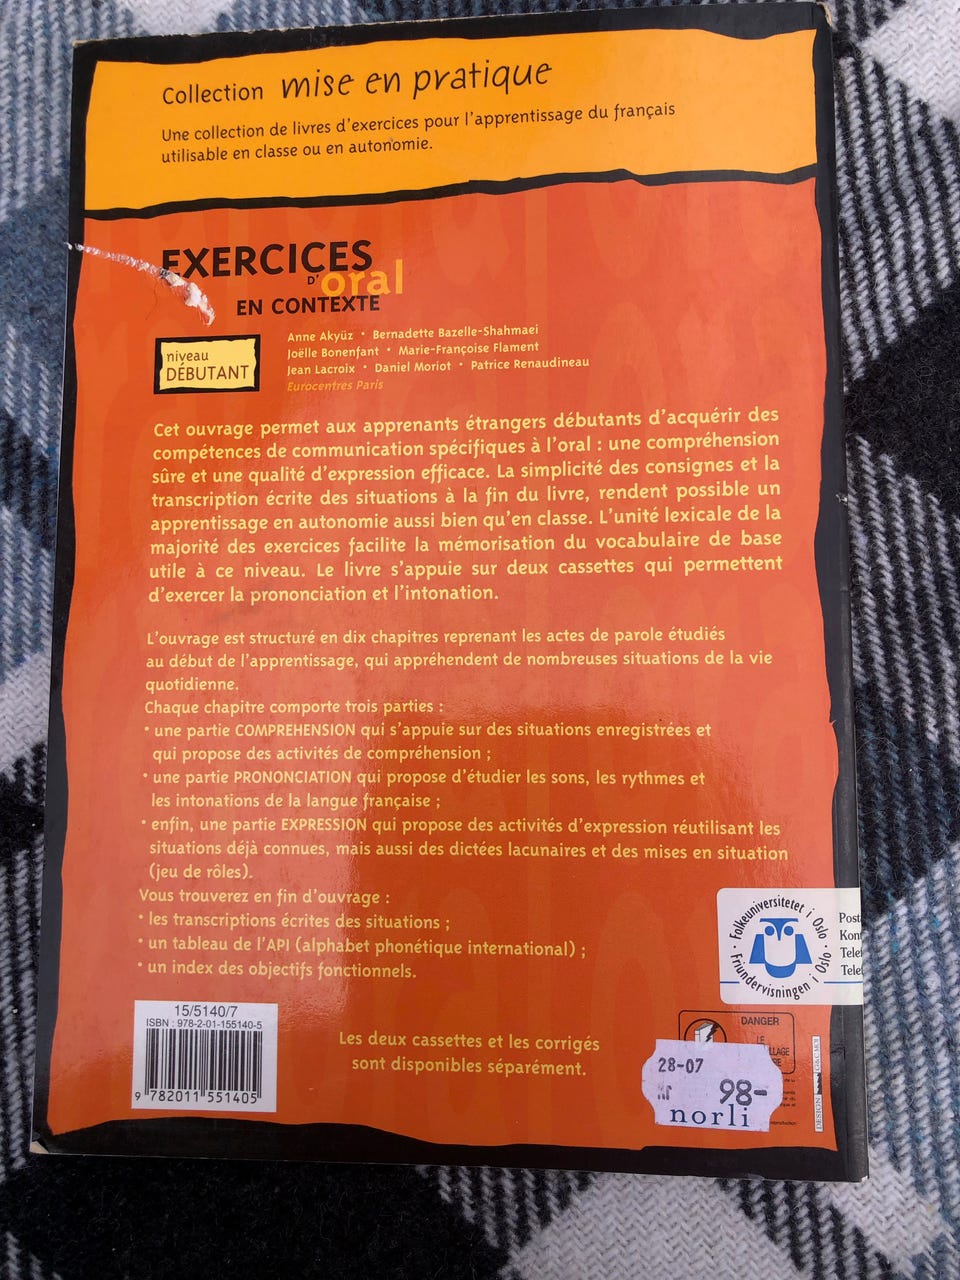 Collection mise en pratique
Une collection de livres d'exercices pour l'apprentissage du français
utilisable en classe ou en autonomie.
EXERCICES
D'oral
EN CONTEXTE
niveau
DÉBUTANT
Anne Akyüz • Bernadette Bazelle-Shahmaei
Joëlle Bonenfant • Marie-Françoise Flament
Jean Lacroix • Daniel Moriot • Patrice Renaudineau
Eurocentres Paris
Cet ouvrage permet aux apprenants étrangers débutants d'acquérir des
compétences de communication spécifiques à l'oral : une compréhension
sûre et une qualité d'expression efficace. La simplicité des consignes et la
transcription écrite des situations à la fin du livre, rendent possible un
apprentissage en autonomie aussi bien qu'en classe. L'unité lexicale de la
majorité des exercices facilite la mémorisation du vocabulaire de base
utile à ce niveau. Le livre s'appuie sur deux cassettes qui permettent
d'exercer la prononciation et l'intonation.
L'ouvrage est structuré en dix chapitres reprenant les actes de parole étudiés
au début de l'apprentissage, qui appréhendent de nombreuses situations de la vie
quotidienne.
Chaque chapitre comporte trois parties :
• une partie COMPREHENSION qui s'appuie sur des situations enregistrées et
qui propose des activités de compréhension ;
• une partie PRONONCIATION qui propose d'étudier les sons, les rythmes et
les intonations de la langue française ;
• enfin, une partie EXPRESSION qui propose des activités d'expression réutilisant les
situations déjà connues, mais aussi des dictées lacunaires et des mises en situation
(jeu de rôles).
Vous trouverez en fin d'ouvrage :
• les transcriptions écrites des situations ;
• un tableau de l'API (alphabet phonétique international) ;
• un index des objectifs fonctionnels.
Folkeuniversitetet i Oslo
Friundervisningen i Oslo
Post
Kont
Telef
Telef
15/5140/7
ISBN : 978-2-01-155140-5
9 782011 551405
Les deux cassettes et les corrigés
sont disponibles séparément.
DANGER
LE
28-07
Kr 98-
norli
DESIGN